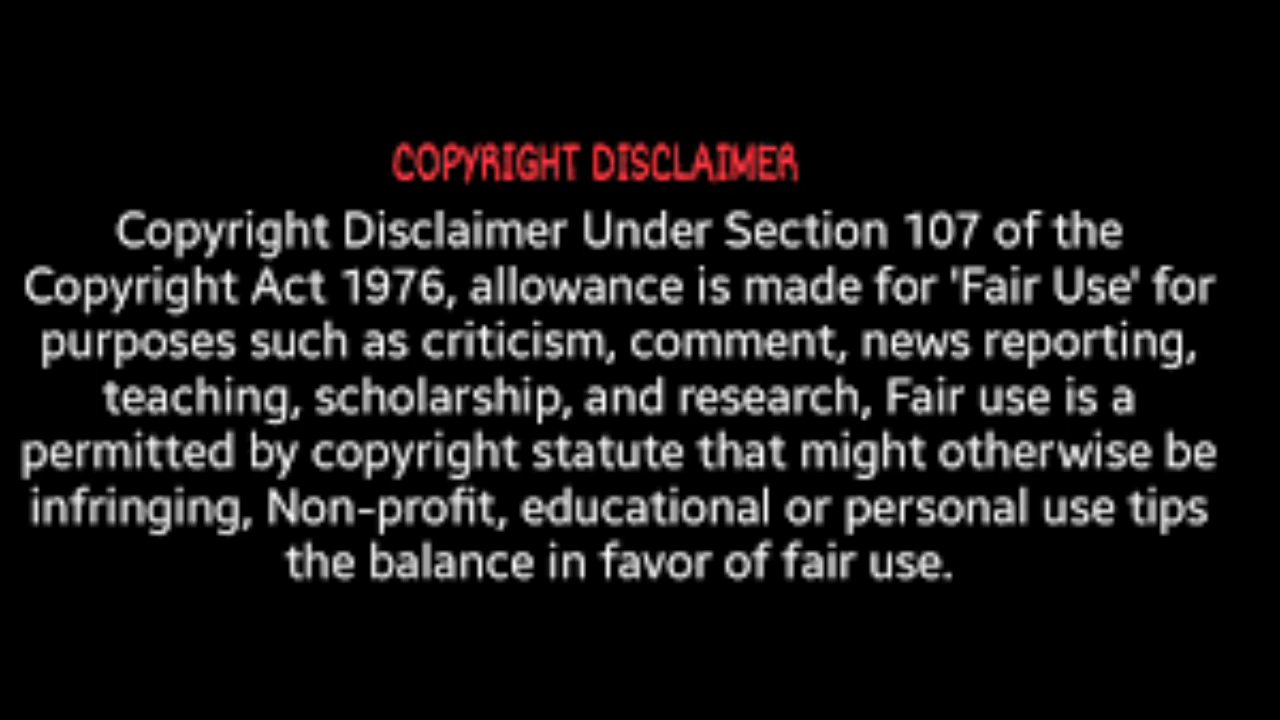 COPYRIGHT DISCLAIMER
Copyright Disclaimer Under Section 107 of the
Copyright Act 1976, allowance is made for 'Fair Use' for
purposes such as criticism, comment, news reporting,
teaching, scholarship, and research, Fair use is a
permitted by copyright statute that might otherwise be
infringing, Non-profit, educational or personal use tips
the balance in favor of fair use.